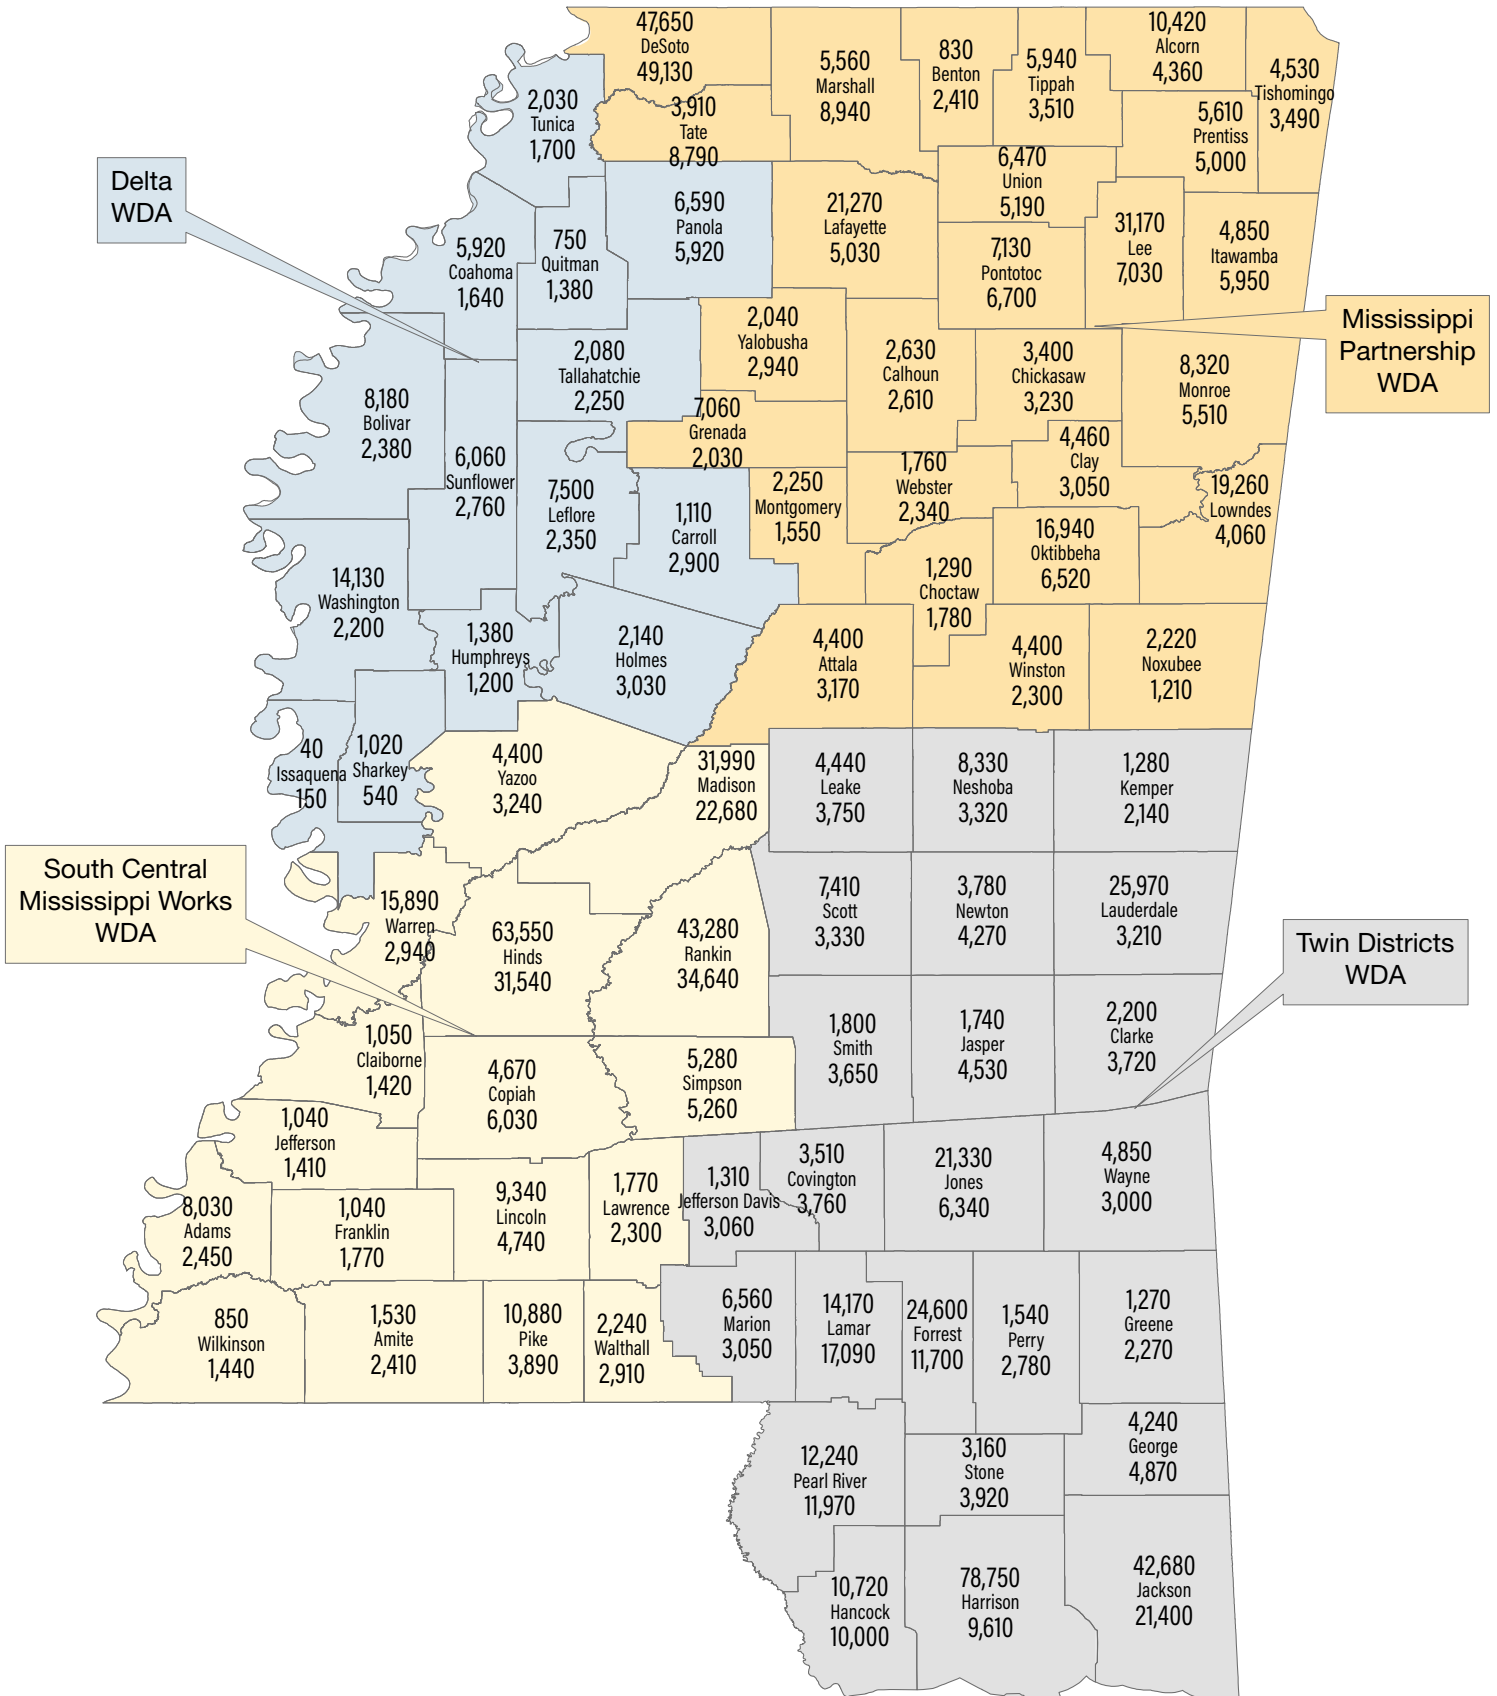 47,650
DeSoto
49,130
5,560
Marshall
8,940
830
Benton
2,410
5,940
Tippah
3,510
10,420
Alcorn
4,360
4,530
Tishomingo
3,490
2,030
Tunica
1,700
3,910
Tate
8,790
5,610
Prentiss
5,000
6,470
Union
5,190
Delta
WDA
6,590
Panola
5,920
21,270
Lafayette
5,030
31,170
Lee
7,030
4,850
Itawamba
5,950
5,920
Coahoma
1,640
750
Quitman
1,380
7,130
Pontotoc
6,700
Mississippi
Partnership
WDA
2,040
Yalobusha
2,940
2,080
Tallahatchie
2,250
2,630
Calhoun
2,610
3,400
Chickasaw
3,230
8,320
Monroe
5,510
8,180
Bolivar
2,380
7,060
Grenada
2,030
4,460
Clay
3,050
6,060
Sunflower
2,760
1,760
Webster
2,340
2,250
Montgomery
1,550
19,260
Lowndes
4,060
7,500
Leflore
2,350
1,110
Carroll
2,900
16,940
Oktibbeha
6,520
14,130
Washington
2,200
1,290
Choctaw
1,780
1,380
Humphreys
1,200
2,140
Holmes
3,030
4,400
Attala
3,170
4,400
Winston
2,300
2,220
Noxubee
1,210
40
Issaquena
150
1,020
Sharkey
540
4,400
Yazoo
3,240
31,990
Madison
22,680
4,440
Leake
3,750
8,330
Neshoba
3,320
1,280
Kemper
2,140
South Central
Mississippi Works
WDA
15,890
Warren
2,940
63,550
Hinds
31,540
43,280
Rankin
34,640
7,410
Scott
3,330
3,780
Newton
4,270
25,970
Lauderdale
3,210
Twin Districts
WDA
1,050
Claiborne
1,420
4,670
Copiah
6,030
5,280
Simpson
5,260
1,800
Smith
3,650
1,740
Jasper
4,530
2,200
Clarke
3,720
1,040
Jefferson
1,410
8,030
Adams
2,450
1,040
Franklin
1,770
9,340
Lincoln
4,740
1,770
Lawrence
2,300
1,310
Jefferson Davis
3,060
3,510
Covington
3,760
21,330
Jones
6,340
4,850
Wayne
3,000
850
Wilkinson
1,440
1,530
Amite
2,410
10,880
Pike
3,890
2,240
Walthall
2,910
6,560
Marion
3,050
14,170
Lamar
17,090
24,600
Forrest
11,700
1,540
Perry
2,780
1,270
Greene
2,270
12,240
Pearl River
11,970
3,160
Stone
3,920
4,240
George
4,870
10,720
Hancock
10,000
78,750
Harrison
9,610
42,680
Jackson
21,400